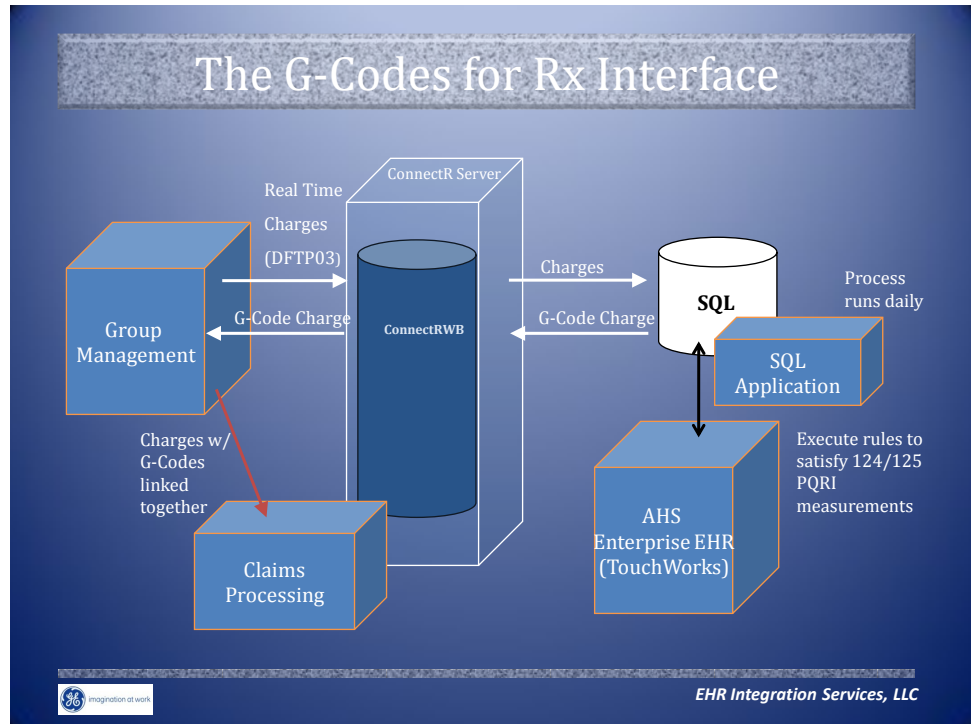 The G-Codes for Rx Interface
ConnectR Server
Real Time
Charges
(DFTP03)
Charges
Process
runs daily
SQL
G-Code Charge
G-Code Charge
ConnectRWB
Group
Management
SQL
Application
Charges w/
G-Codes
linked
together
Execute rules to
satisfy 124/125
PQRI
measurements
AHS
Enterprise EHR
(TouchWorks)
Claims
Processing
imagination at work
EHR Integration Services, LLC